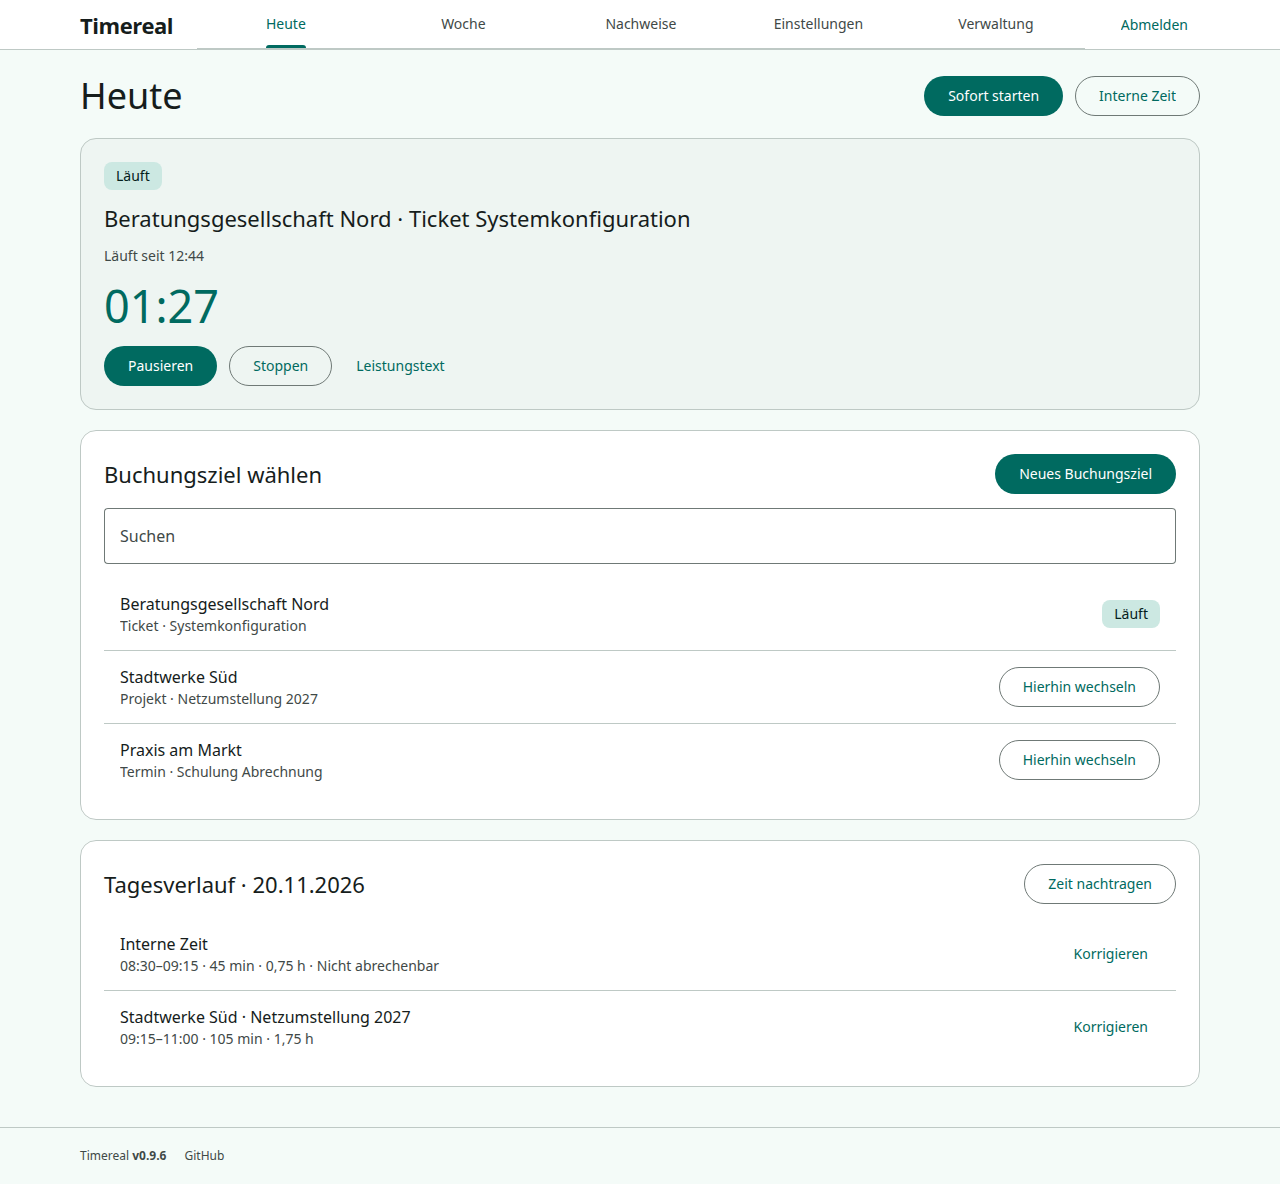 Timereal
Heute
Woche
Nachweise
Einstellungen
Verwaltung
Abmelden
Heute
Sofort starten
Interne Zeit
Läuft
Beratungsgesellschaft Nord · Ticket Systemkonfiguration
Läuft seit 12:44
01:27
Pausieren
Stoppen
Leistungstext
Buchungsziel wählen
Neues Buchungsziel
Suchen
Beratungsgesellschaft Nord
Ticket · Systemkonfiguration
Läuft
Stadtwerke Süd
Projekt · Netzumstellung 2027
Hierhin wechseln
Praxis am Markt
Termin · Schulung Abrechnung
Hierhin wechseln
Tagesverlauf · 20.11.2026
Zeit nachtragen
Interne Zeit
08:30–09:15 · 45 min · 0,75 h · Nicht abrechenbar
Korrigieren
Stadtwerke Süd · Netzumstellung 2027
09:15–11:00 · 105 min · 1,75 h
Korrigieren
Timereal v0.9.6
GitHub